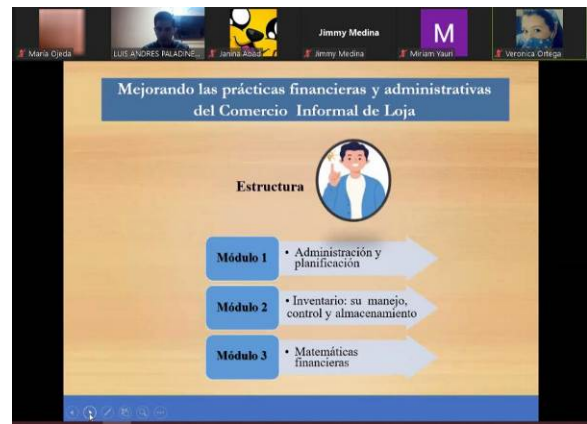 Jimmy Medina
M
María Ojeda
LUIS ANDRES PALADINE...
Janina Abad
Jimmy Medina
Miriam Yauri
Veronica Ortega
Mejorando las prácticas financieras y administrativas
del Comercio Informal de Loja
Estructura
Módulo 1
• Administración y
planificación
Módulo 2
• Inventario: su manejo,
control y almacenamiento
Módulo 3
• Matemáticas
financieras